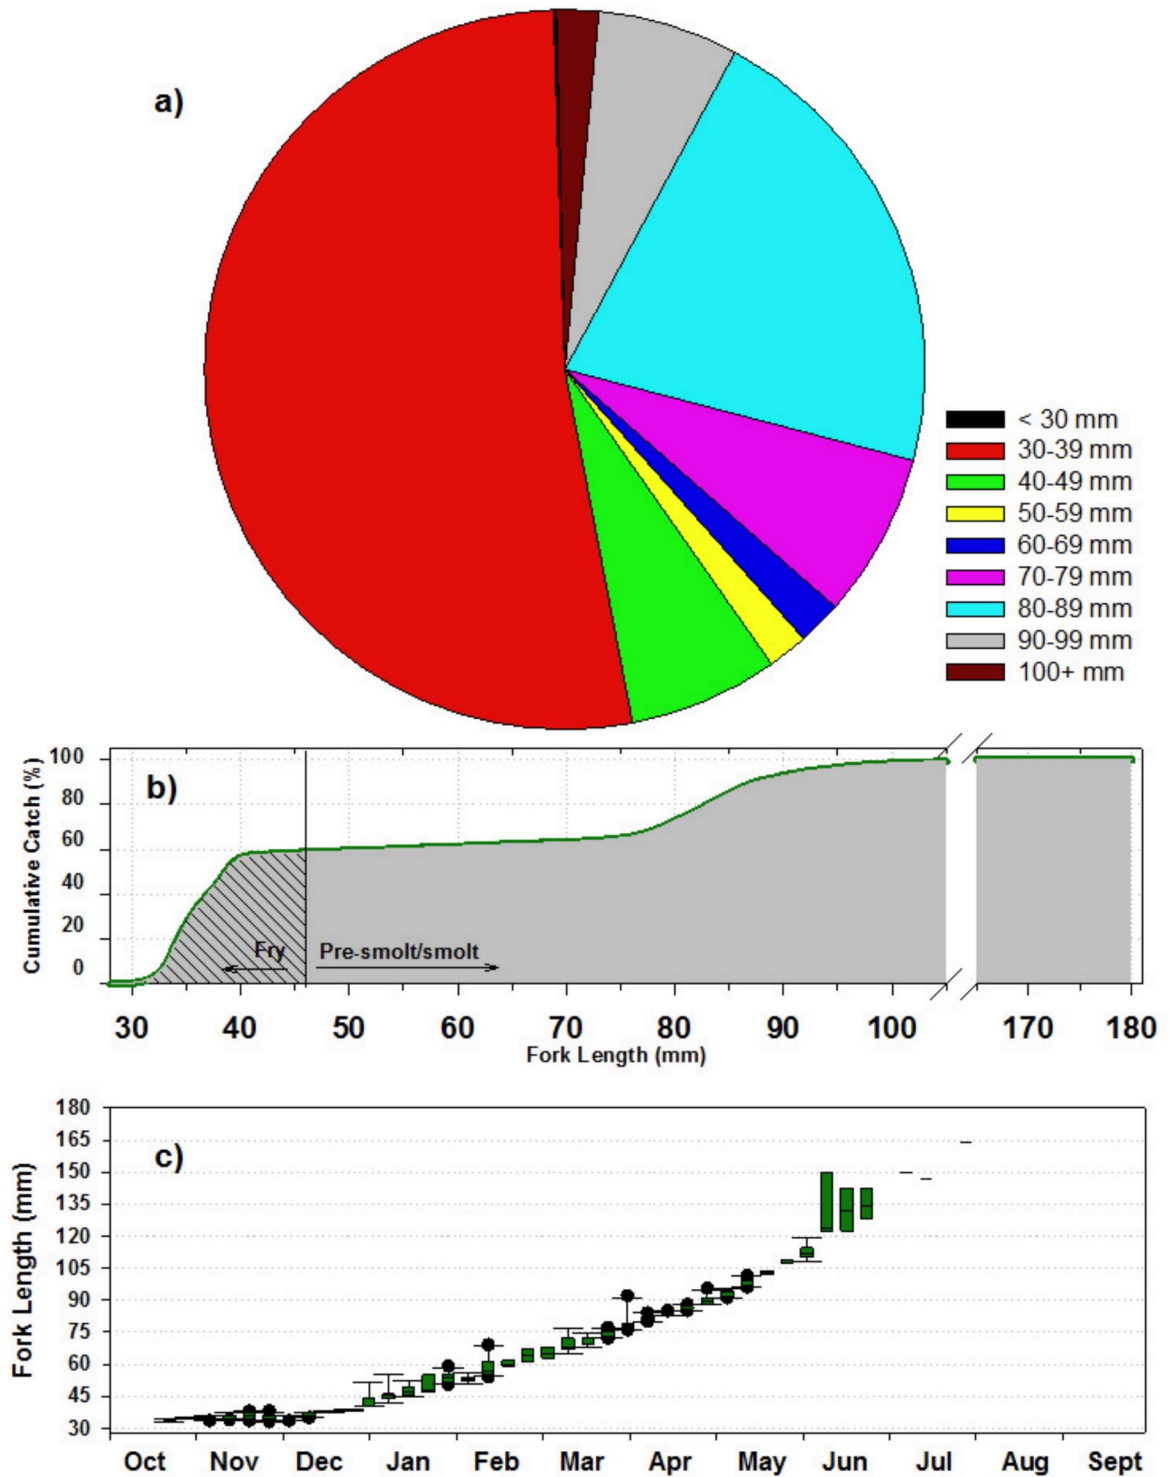 a)
< 30 mm
30-39 mm
40-49 mm
50-59 mm
60-69 mm
70-79 mm
80-89 mm
90-99 mm
100+ mm
b)
Cumulative Catch (%)
100
80
60
40
20
0
Fry
Pre-smolt/smolt
30 40 50 60 70 80 90 100 170 180
Fork Length (mm)
c)
Fork Length (mm)
180
165
150
135
120
105
90
75
60
45
30
Oct Nov Dec Jan Feb Mar Apr May Jun Jul Aug Sept